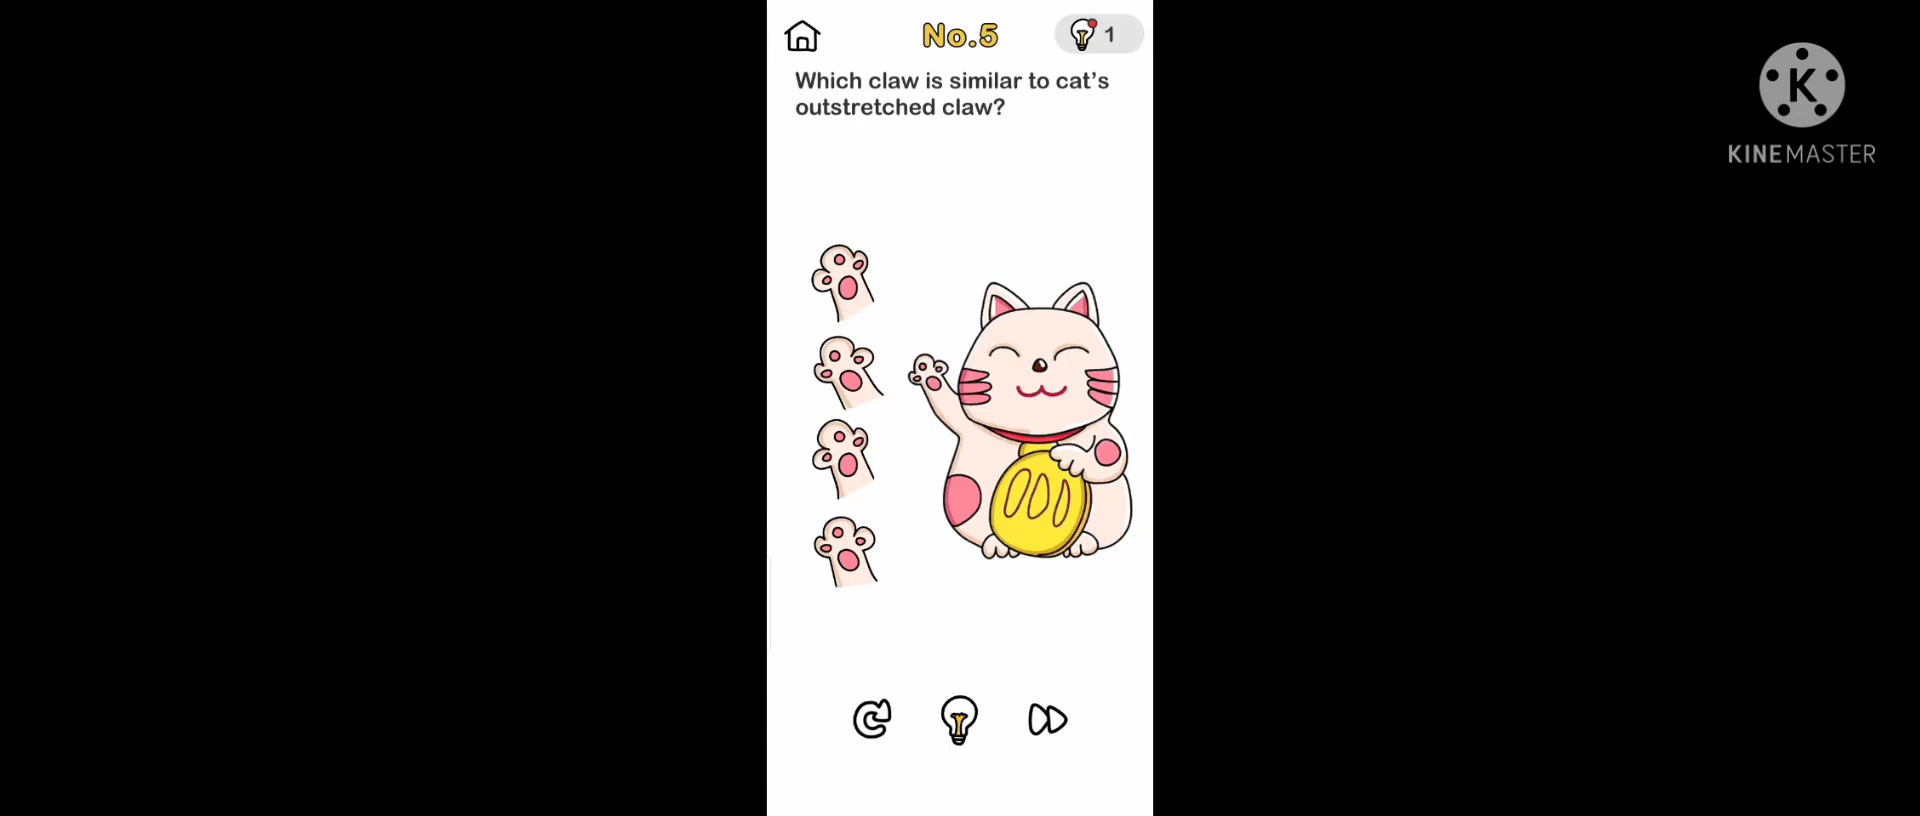 No.5
1
Which claw is similar to cat's
outstretched claw?
K
KINEMASTER